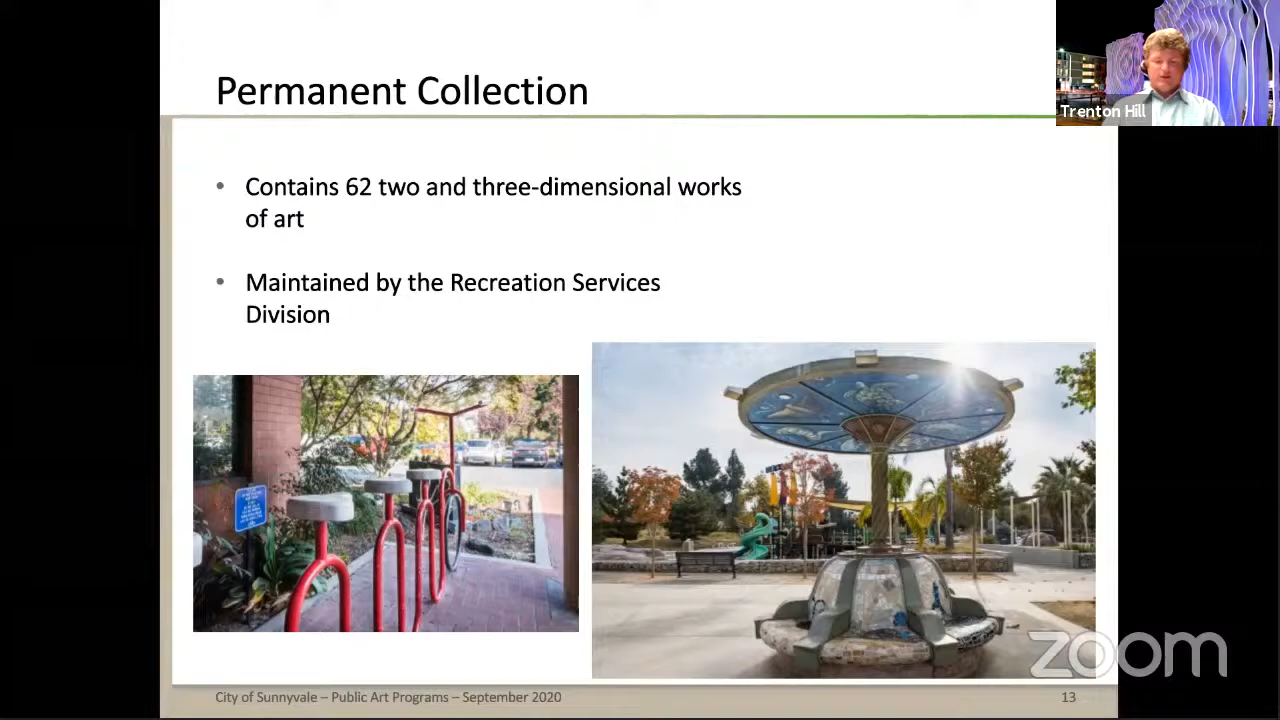 Permanent Collection
Trenton Hill
• Contains 62 two and three-dimensional works
of art
• Maintained by the Recreation Services
Division
zoom
City of Sunnyvale – Public Art Programs – September 2020
13